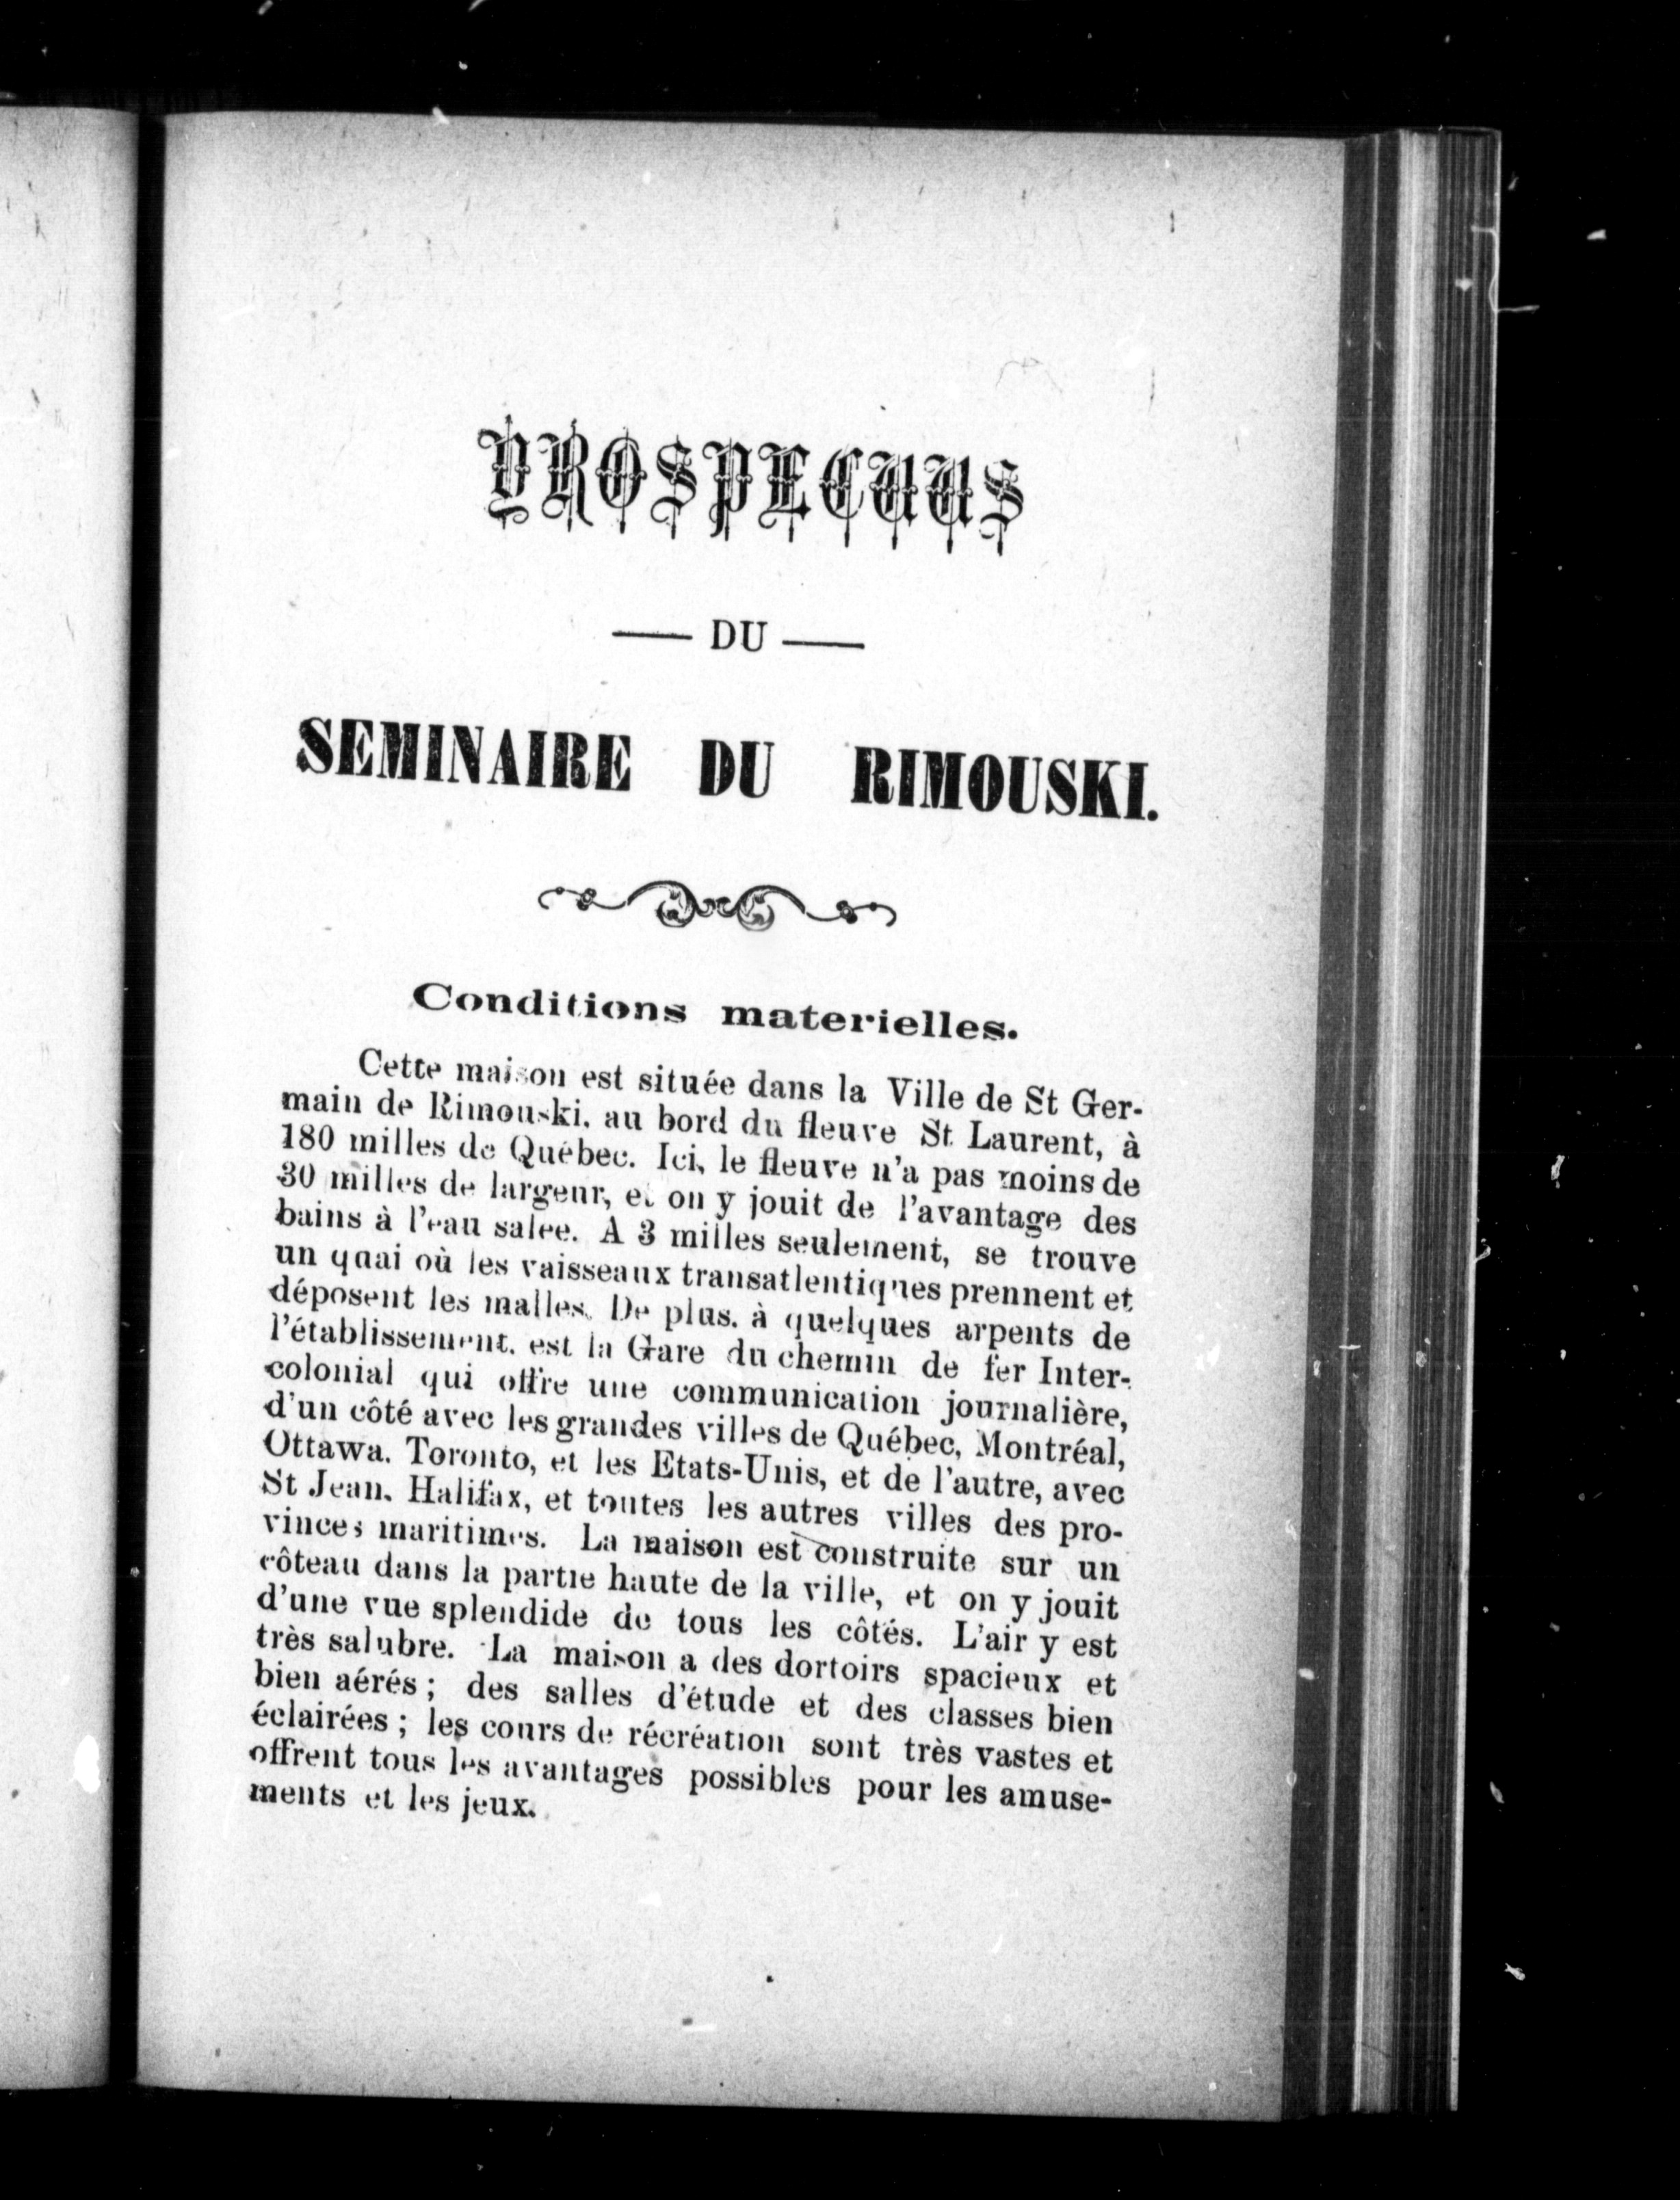 PROSPECTUS
— DU —
SEMINAIRE DU RIMOUSKI.
Conditions materielles.
Cette maison est située dans la Ville de St Ger-
main de Rimouski, au bord du fleuve St Laurent, à
180 milles de Québec. Ici, le fleuve n'a pas moins de
30 milles de largeur, et on y jouit de l'avantage des
bains à l'eau salée. A 3 milles seulement, se trouve
un quai où les vaisseaux transatlentiques prennent et
déposent les malles. De plus, à quelques arpents de
l'établissement, est la Gare du chemin de fer Inter-
colonial qui offre une communication journalière,
d'un côté avec les grandes villes de Québec, Montréal,
Ottawa, Toronto, et les Etats-Unis, et de l'autre, avec
St Jean, Halifax, et toutes les autres villes des pro-
vinces maritimes. La maison est construite sur un
côteau dans la partie haute de la ville, et on y jouit
d'une vue splendide de tous les côtés. L'air y est
très salubre. La maison a des dortoirs spacieux et
bien aérés ; des salles d'étude et des classes bien
éclairées ; les cours de récréation sont très vastes et
offrent tous les avantages possibles pour les amuse-
ments et les jeux.